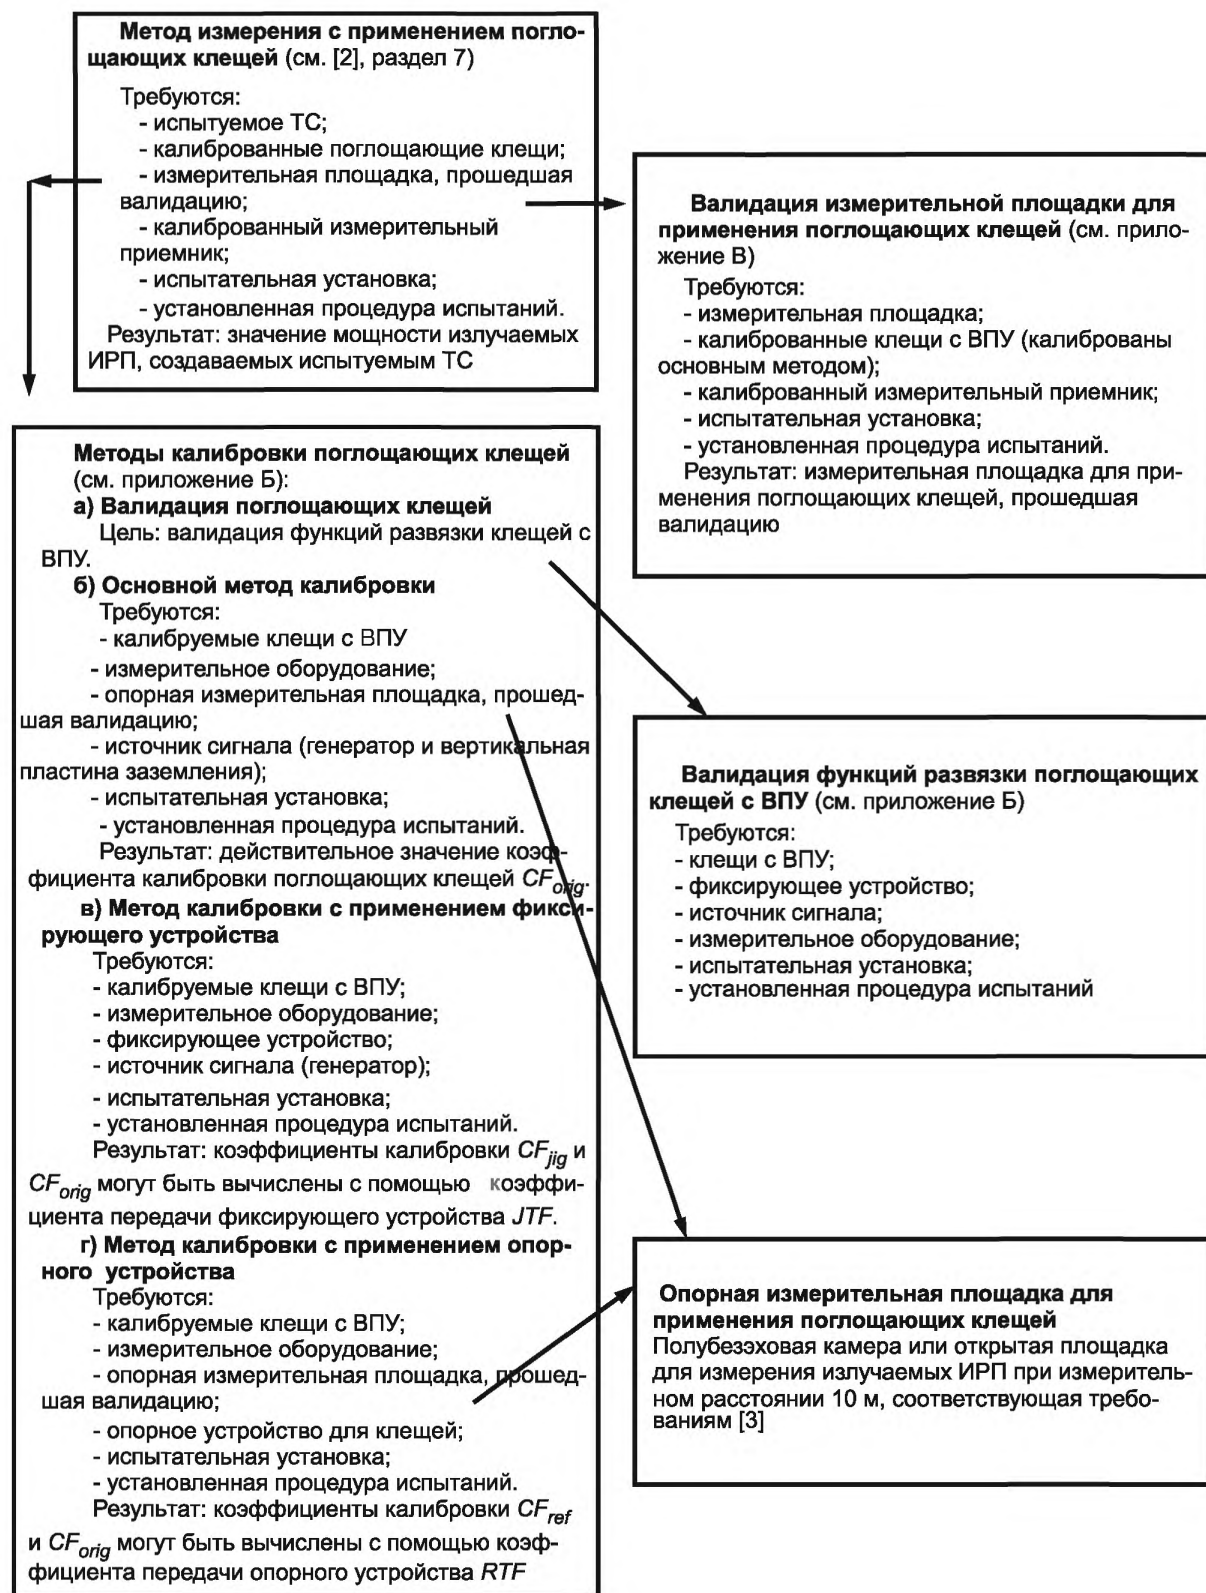 Метод измерения с применением погло-
щающих клещей (см. [2], раздел 7)
Требуются:
- испытуемое ТС;
- калиброванные поглощающие клещи;
- измерительная площадка, прошедшая
валидацию;
- калиброванный измерительный
приемник;
- испытательная установка;
- установленная процедура испытаний.
Результат: значение мощности излучаемых
ИРП, создаваемых испытуемым ТС
Валидация измерительной площадки для
применения поглощающих клещей (см. прило-
жение В)
Требуются:
- измерительная площадка;
- калиброванные клещи с ВПУ (калиброваны
основным методом);
- калиброванный измерительный приемник;
- испытательная установка;
- установленная процедура испытаний.
Результат: измерительная площадка для при-
менения поглощающих клещей, прошедшая
валидацию
Методы калибровки поглощающих клещей
(см. приложение Б):
а) Валидация поглощающих клещей
Цель: валидация функций развязки клещей с
ВПУ.
б) Основной метод калибровки
Требуются:
- калибруемые клещи с ВПУ
- измерительное оборудование;
- опорная измерительная площадка, прошед-
шая валидацию;
- источник сигнала (генератор и вертикальная
пластина заземления);
- испытательная установка;
- установленная процедура испытаний.
Результат: действительное значение коэф-
фициента калибровки поглощающих клещей CForig.
в) Метод калибровки с применением фикси-
рующего устройства
Требуются:
- калибруемые клещи с ВПУ;
- измерительное оборудование;
- фиксирующее устройство;
- источник сигнала (генератор);
- испытательная установка;
- установленная процедура испытаний.
Результат: коэффициенты калибровки CFjig и
CForig могут быть вычислены с помощью коэффи-
циента передачи фиксирующего устройства JTF.
г) Метод калибровки с применением опор-
ного устройства
Требуются:
- калибруемые клещи с ВПУ;
- измерительное оборудование;
- опорная измерительная площадка, прошед-
шая валидацию;
- опорное устройство для клещей;
- испытательная установка;
- установленная процедура испытаний.
Результат: коэффициенты калибровки CFref
и CForig могут быть вычислены с помощью коэф-
фициента передачи опорного устройства RTF
Валидация функций развязки поглощающих
клещей с ВПУ (см. приложение Б)
Требуются:
- клещи с ВПУ;
- фиксирующее устройство;
- источник сигнала;
- измерительное оборудование;
- испытательная установка;
- установленная процедура испытаний
Опорная измерительная площадка для
применения поглощающих клещей
Полубезэховая камера или открытая площадка
для измерения излучаемых ИРП при измеритель-
ном расстоянии 10 м, соответствующая требо-
ваниям [3]